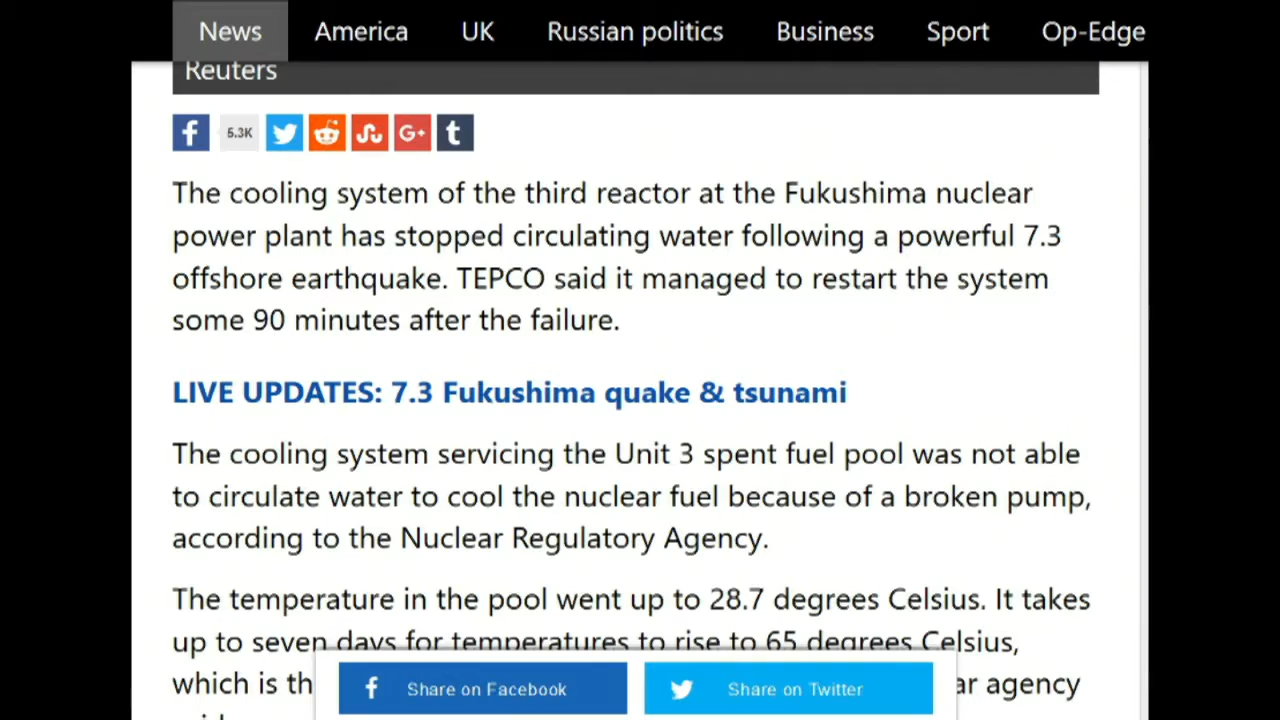 News America UK Russian politics Business Sport Op-Edge
Reuters
5.3K
The cooling system of the third reactor at the Fukushima nuclear
power plant has stopped circulating water following a powerful 7.3
offshore earthquake. TEPCO said it managed to restart the system
some 90 minutes after the failure.
LIVE UPDATES: 7.3 Fukushima quake & tsunami
The cooling system servicing the Unit 3 spent fuel pool was not able
to circulate water to cool the nuclear fuel because of a broken pump,
according to the Nuclear Regulatory Agency.
The temperature in the pool went up to 28.7 degrees Celsius. It takes
up to seven days for temperatures to rise to 65 degrees Celsius,
which is agency
Share on Facebook Share on Twitter